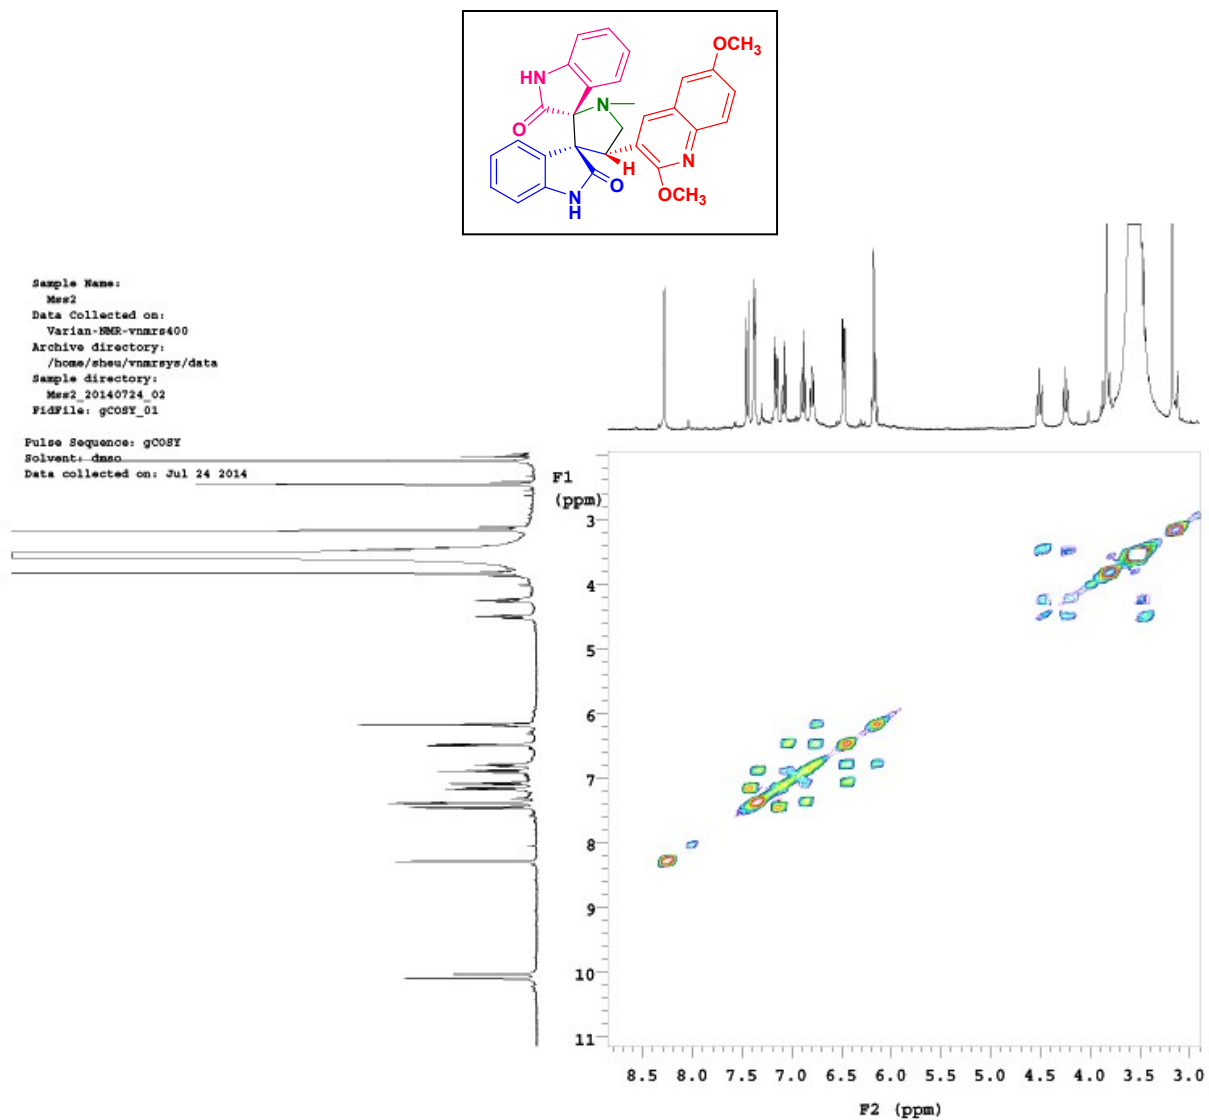 OCH3
HN
N
O
H
N
O
OCH3
N
H
Sample Name:
Mss2
Data Collected on:
Varian-NMR-vnmrs400
Archive directory:
/home/sheu/vnmrsys/data
Sample directory:
Mss2_20140724_02
FidFile: gCOSY_01
Pulse Sequence: gCOSY
Solvent: dmso
Data collected on: Jul 24 2014
F1
(ppm)
3
4
5
6
7
8
9
10
11
8.5 8.0 7.5 7.0 6.5 6.0 5.5 5.0 4.5 4.0 3.5 3.0
F2 (ppm)